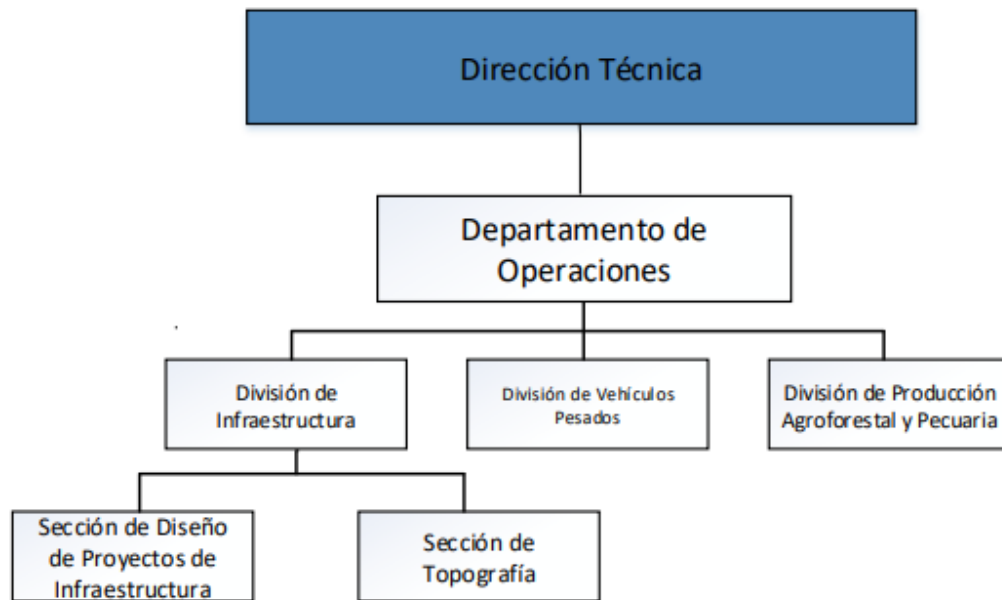 Dirección Técnica
Departamento de
Operaciones
División de
Infraestructura
División de Vehículos
Pesados
División de Producción
Agroforestal y Pecuaria
Sección de Diseño
de Proyectos de
Infraestructura
Sección de
Topografía